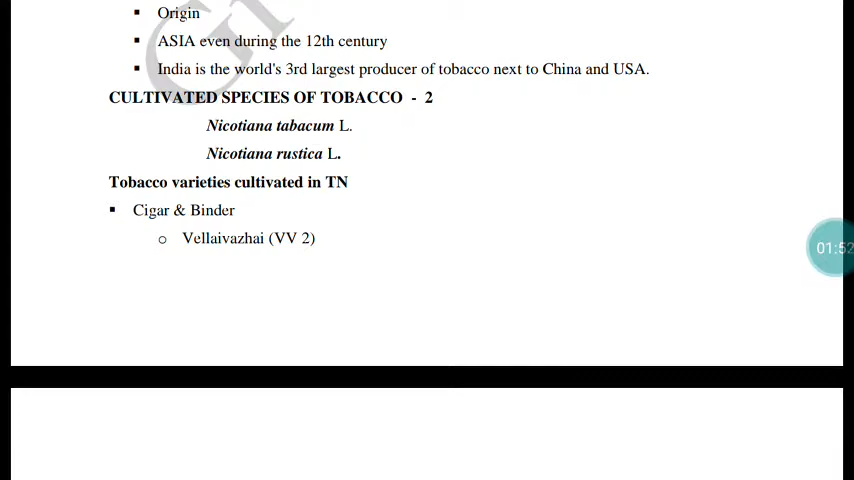 ▪ Origin
▪ ASIA even during the 12th century
▪ India is the world's 3rd largest producer of tobacco next to China and USA.
CULTIVATED SPECIES OF TOBACCO - 2
Nicotiana tabacum L.
Nicotiana rustica L.
Tobacco varieties cultivated in TN
▪ Cigar & Binder
o Vellaivazhai (VV 2)
01:52